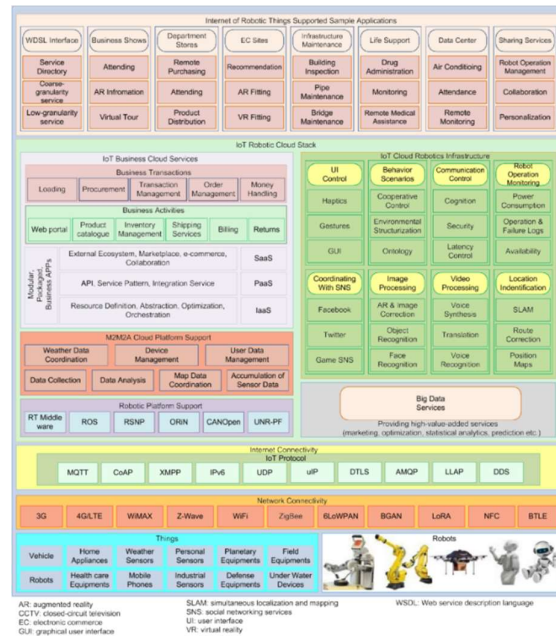 Internet of Robotic Things Supported Sample Applications
WDSL Interface
Business Shows
Department
Stores
EC Sites
Infrastructure
Maintenance
Life Support
Data Center
Sharing Services
Service
Directory
Attending
Remote
Purchasing
Recommendation
Building
Inspection
Drug
Administration
Air Conditioing
Robot Operation
Management
Coarse-
granularity
service
AR Infromation
Attending
AR Fitting
Pipe
Maintenance
Monitoring
Attendance
Collaboration
Low-granularity
service
Virtual Tour
Product
Distribution
VR Fitting
Bridge
Maintenance
Remote Medical
Assistance
Remote
Monitoring
Personalization
IoT Robotic Cloud Stack
IoT Business Cloud Services
Business Transactions
Loading
Procurement
Transaction
Management
Order
Management
Money
Handling
Business Activities
Web portal
Product
catalogue
Inventory
Management
Shipping
Services
Billing
Returns
Modular,
Packaged,
Business APPs
External Ecosystem, Marketplace, e-commerce,
Collaboration
SaaS
API, Service Pattern, Integration Service
PaaS
Resource Definition, Abstraction, Optimization,
Orchestration
IaaS
M2M2A Cloud Platform Support
Weather Data
Coordination
Device
Management
User Data
Management
Data Collection
Data Analysis
Map Data
Coordination
Accumulation of
Sensor Data
Robotic Platform Support
RT Middle
ware
ROS
RSNP
ORiN
CANOpen
UNR-PF
IoT Cloud Robotics Infrastructure
UI
Control
Behavior
Scenarios
Communication
Control
Robot
Operation
Monitoring
Haptics
Cooperative
Control
Cognition
Power
Consumption
Gestures
Environmental
Structurization
Security
Operation &
Failure Logs
GUI
Ontology
Latency
Control
Availability
Coordinating
With SNS
Image
Processing
Video
Processing
Location
Indentification
Facebook
AR & Image
Correction
Voice
Synthesis
SLAM
Twitter
Object
Recognition
Translation
Route
Correction
Game SNS
Face
Recognition
Voice
Recognition
Position
Maps
Big Data
Services
Providing high-value-added services
(marketing, optimization, statistical analytics, prediction etc.)
Internet Connectivity
IoT Protocol
MQTT
CoAP
XMPP
IPv6
UDP
uIP
DTLS
AMQP
LLAP
DDS
Network Connectivity
3G
4G/LTE
WiMAX
Z-Wave
WiFi
ZigBee
6LoWPAN
BGAN
LoRA
NFC
BTLE
Things
Vehicle
Home
Appliances
Weather
Sensors
Personal
Sensors
Planetary
Equipments
Field
Equipments
Robots
Health care
Equipments
Mobile
Phones
Industrial
Sensors
Defense
Equipments
Under Water
Devices
Robots
AR: augmented reality
CCTV: closed-circuit television
EC: electronic commerce
GUI: graphical user interface
SLAM: simultaneous localization and mapping
SNS: social networking services
UI: user interface
VR: virtual reality
WSDL: Web service description language